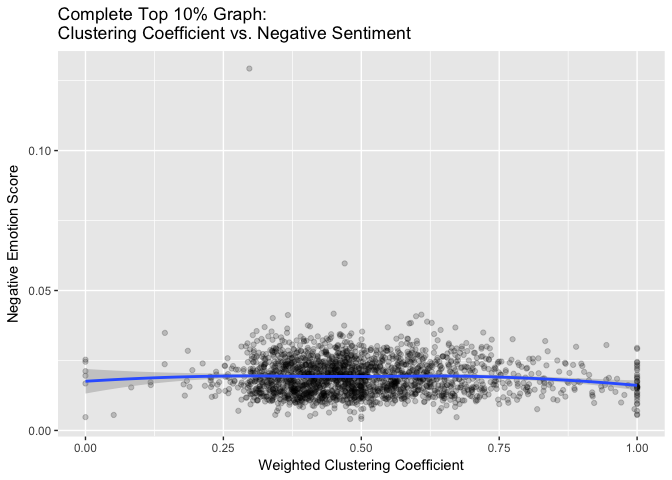 Complete Top 10% Graph:
Clustering Coefficient vs. Negative Sentiment
Negative Emotion Score
0.10
0.05
0.00
0.00 0.25 0.50 0.75 1.00
Weighted Clustering Coefficient